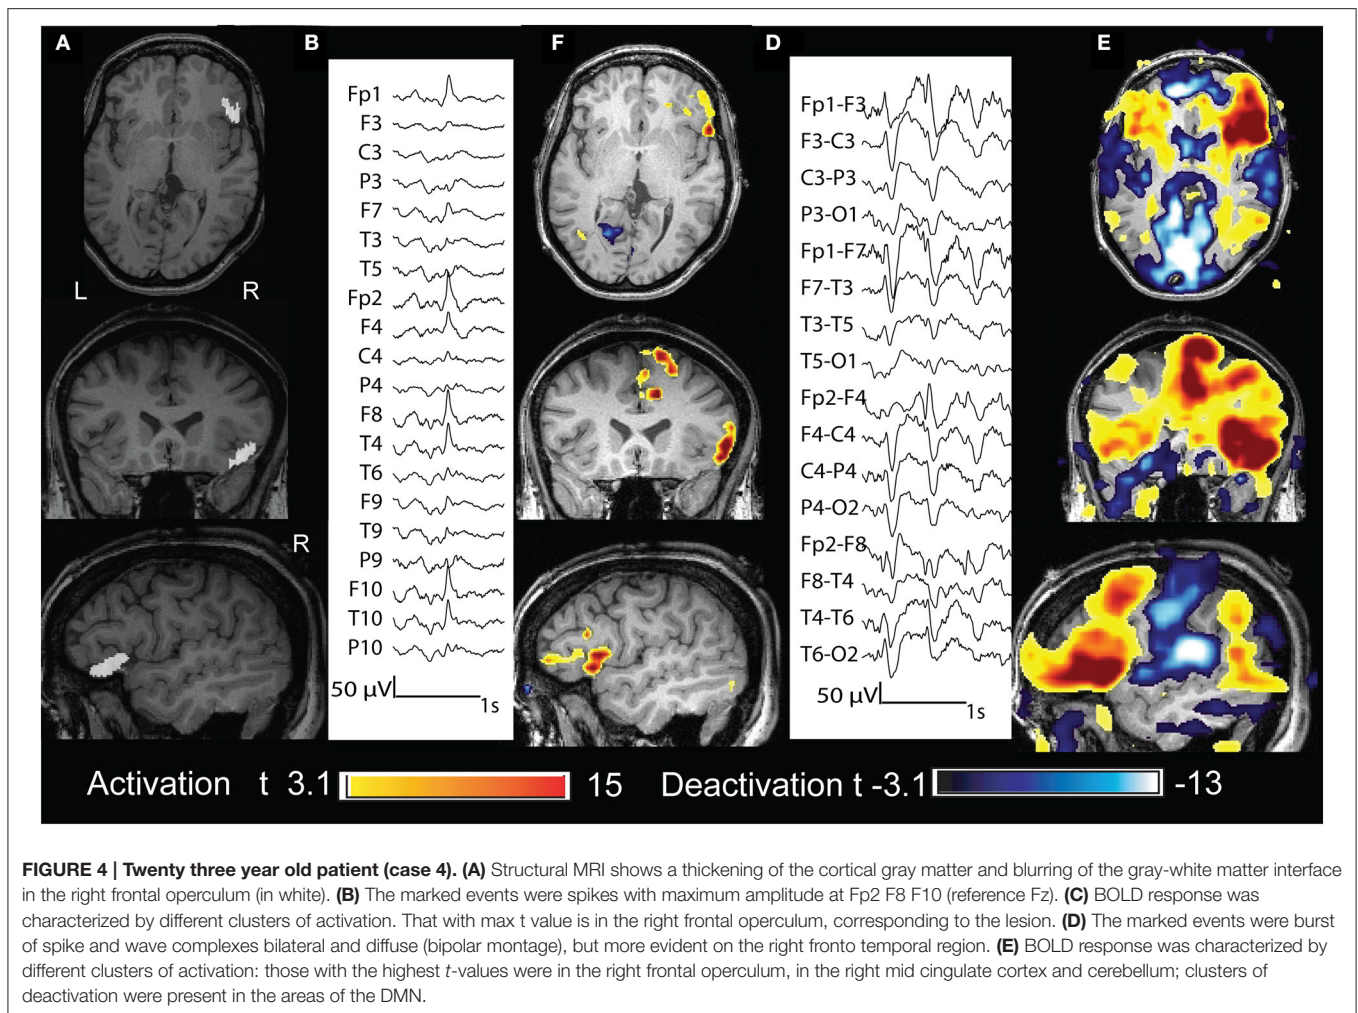 A B F D E
Fp1
F3
C3
P3
F7
T3
T5
Fp2
F4
C4
P4
F8
T4
T6
F9
T9
P9
F10
T10
P10
50 µV
1s
Fp1-F3
F3-C3
C3-P3
P3-O1
Fp1-F7
F7-T3
T3-T5
T5-O1
Fp2-F4
F4-C4
C4-P4
P4-O2
Fp2-F8
F8-T4
T4-T6
T6-O2
50 µV
1s
L R
R
Activation t 3.1 15 Deactivation t -3.1 -13
FIGURE 4 | Twenty three year old patient (case 4). (A) Structural MRI shows a thickening of the cortical gray matter and blurring of the gray-white matter interface
in the right frontal operculum (in white). (B) The marked events were spikes with maximum amplitude at Fp2 F8 F10 (reference Fz). (C) BOLD response was
characterized by different clusters of activation. That with max t value is in the right frontal operculum, corresponding to the lesion. (D) The marked events were burst
of spike and wave complexes bilateral and diffuse (bipolar montage), but more evident on the right fronto temporal region. (E) BOLD response was characterized by
different clusters of activation: those with the highest t-values were in the right frontal operculum, in the right mid cingulate cortex and cerebellum; clusters of
deactivation were present in the areas of the DMN.